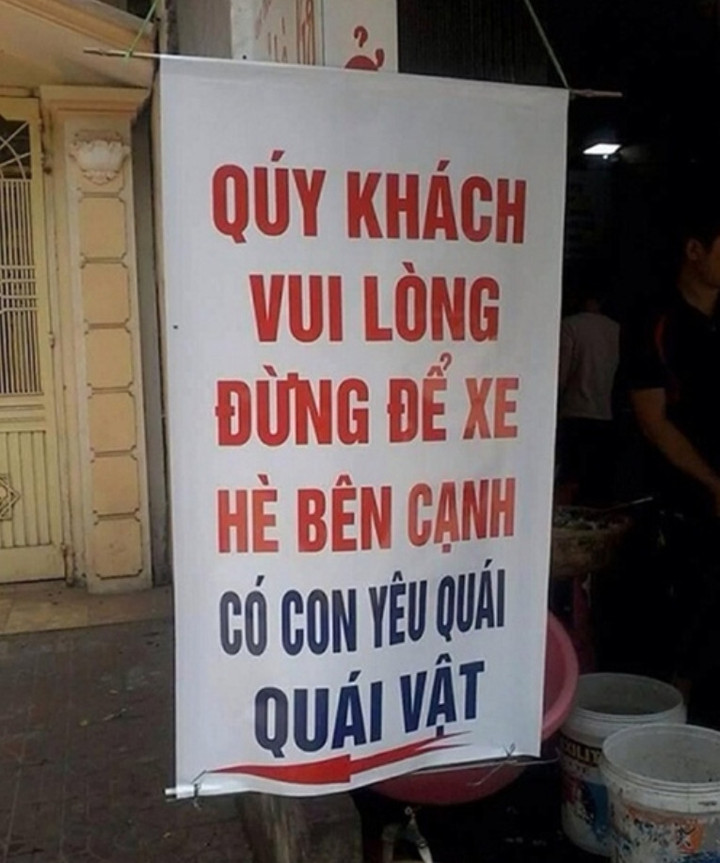 QÚY KHÁCH
VUI LÒNG
ĐỪNG ĐỂ XE
HÈ BÊN CẠNH
CÓ CON YÊU QUÁI
QUÁI VẬT